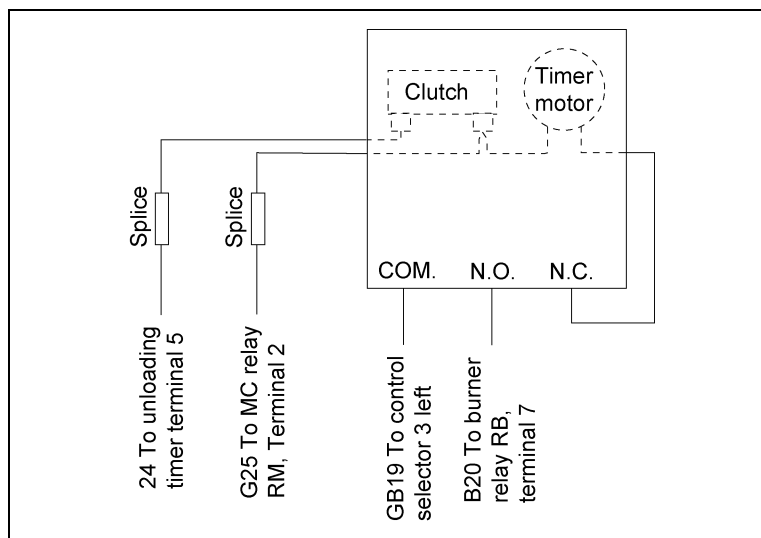 Clutch
Timer
motor
Splice
Splice
COM.
N.O.
N.C.
24 To unloading
timer terminal 5
G25 To MC relay
RM, Terminal 2
GB19 To control
selector 3 left
B20 To burner
relay RB,
terminal 7